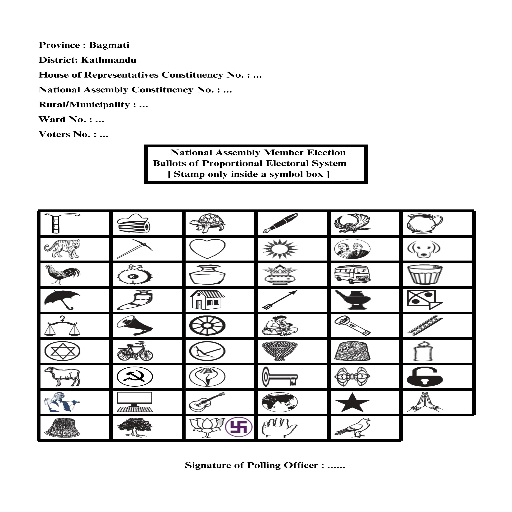 Province : Bagmati
District: Kathmandu
House of Representatives Constituency No. : ...
National Assembly Constituency No. : ...
Rural/Municipality : ...
Ward No. : ...
Voters No. : ...
National Assembly Member Election
Ballots of Proportional Electoral System
[ Stamp only inside a symbol box ]
Signature of Polling Officer : ......